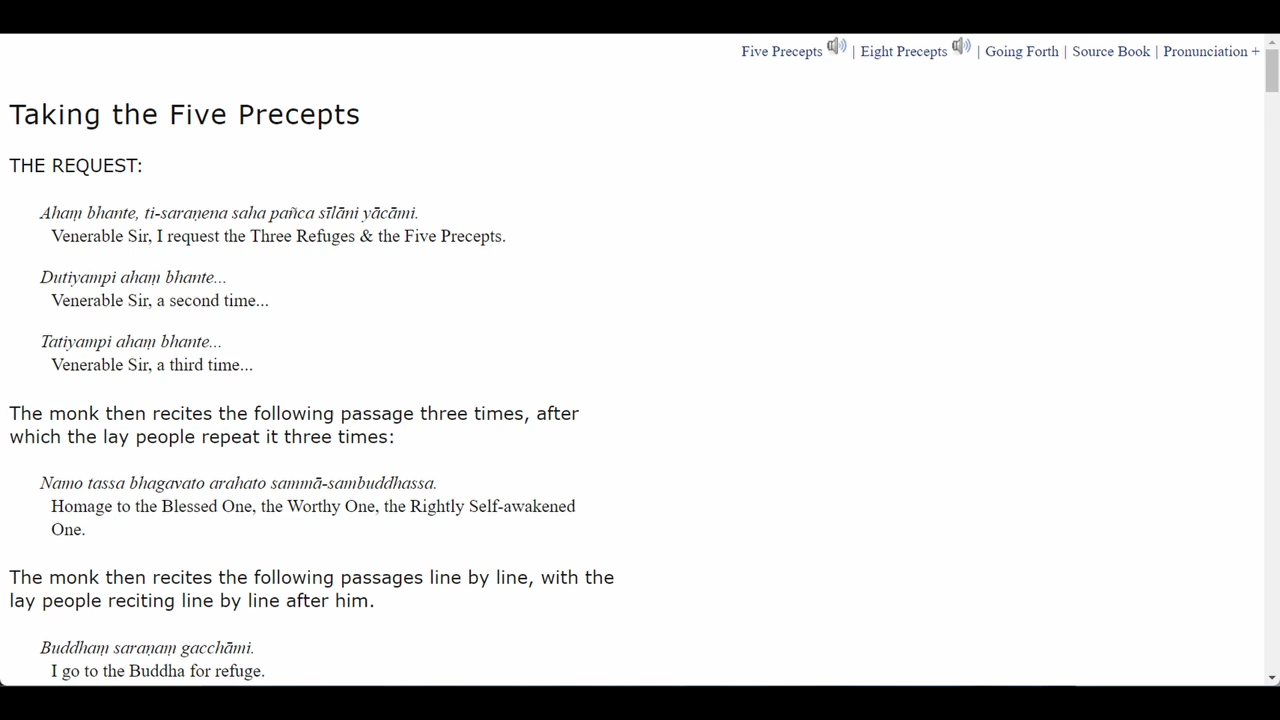 Five Precepts | Eight Precepts | Going Forth | Source Book | Pronunciation +
Taking the Five Precepts
THE REQUEST:
Ahaṃ bhante, ti-saraṇena saha pañca sīlāni yācāmi.
Venerable Sir, I request the Three Refuges & the Five Precepts.
Dutiyampi ahaṃ bhante...
Venerable Sir, a second time...
Tatiyampi ahaṃ bhante...
Venerable Sir, a third time...
The monk then recites the following passage three times, after
which the lay people repeat it three times:
Namo tassa bhagavato arahato sammā-sambuddhassa.
Homage to the Blessed One, the Worthy One, the Rightly Self-awakened
One.
The monk then recites the following passages line by line, with the
lay people reciting line by line after him.
Buddhaṃ saraṇaṃ gacchāmi.
I go to the Buddha for refuge.